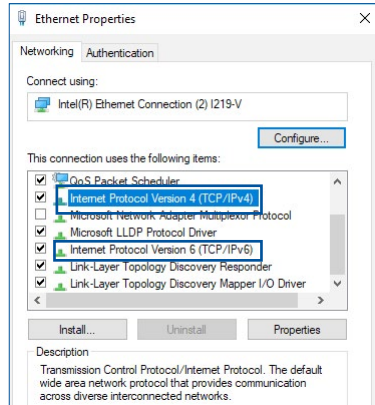 Ethernet Properties
Networking
Authentication
Connect using:
Intel(R) Ethernet Connection (2) I219-V
Configure...
This connection uses the following items:
QoS Packet Scheduler
Internet Protocol Version 4 (TCP/IPv4)
Microsoft Network Adapter Multiplexor Protocol
Microsoft LLDP Protocol Driver
Internet Protocol Version 6 (TCP/IPv6)
Link-Layer Topology Discovery Responder
Link-Layer Topology Discovery Mapper I/O Driver
Install...
Uninstall
Properties
Description
Transmission Control Protocol/Internet Protocol. The default
wide area network protocol that provides communication
across diverse interconnected networks.